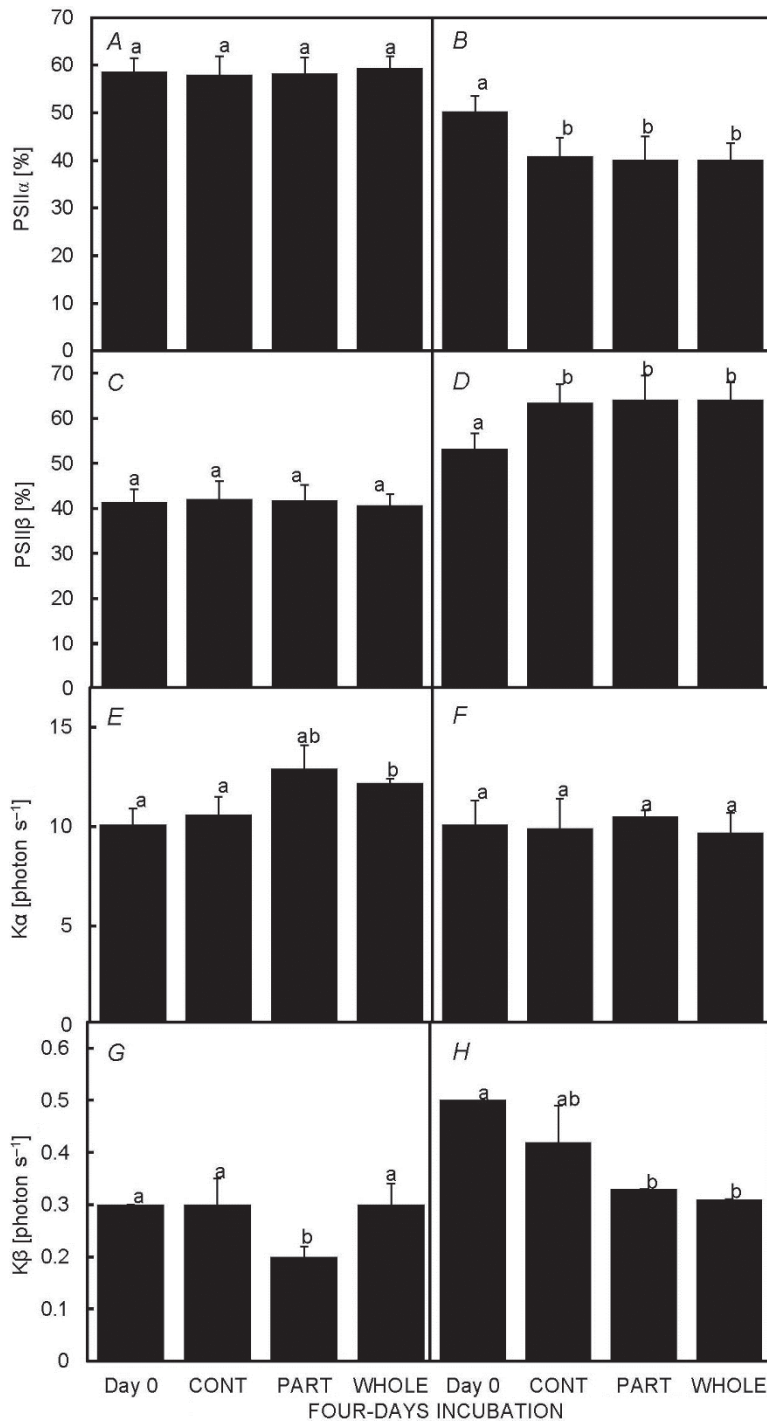 70
60
50
40
30
20
10
0
PSIIα [%]
A
a
a
a
a
B
a
b
b
b
70
60
50
40
30
20
10
0
PSIIβ [%]
C
a
a
a
a
D
a
b
b
b
15
10
5
0
Kα [photon s⁻¹]
E
a
a
ab
b
F
a
a
a
a
0.6
0.5
0.4
0.3
0.2
0.1
0
Kβ [photon s⁻¹]
G
a
a
b
a
H
a
ab
b
b
Day 0 CONT PART WHOLE Day 0 CONT PART WHOLE
FOUR-DAYS INCUBATION